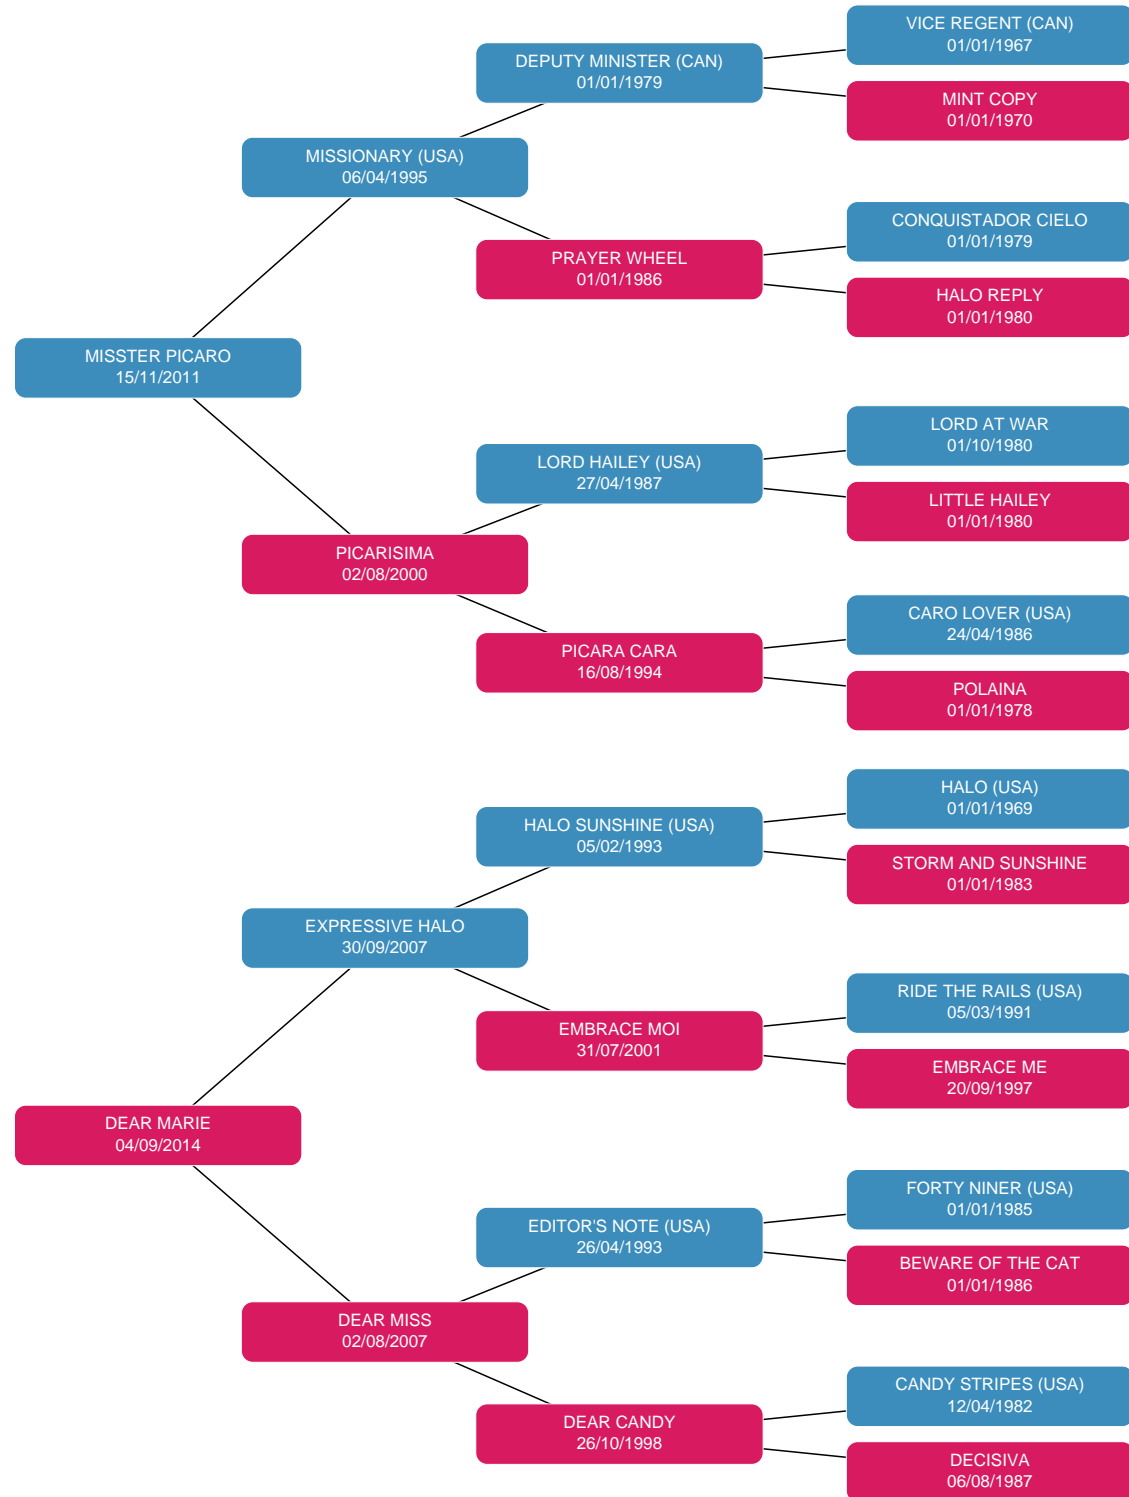 VICE REGENT (CAN)
01/01/1967
DEPUTY MINISTER (CAN)
01/01/1979
MINT COPY
01/01/1970
MISSIONARY (USA)
06/04/1995
CONQUISTADOR CIELO
01/01/1979
PRAYER WHEEL
01/01/1986
HALO REPLY
01/01/1980
MISSTER PICARO
15/11/2011
LORD AT WAR
01/10/1980
LORD HAILEY (USA)
27/04/1987
LITTLE HAILEY
01/01/1980
PICARISIMA
02/08/2000
CARO LOVER (USA)
24/04/1986
PICARA CARA
16/08/1994
POLAINA
01/01/1978
HALO (USA)
01/01/1969
HALO SUNSHINE (USA)
05/02/1993
STORM AND SUNSHINE
01/01/1983
EXPRESSIVE HALO
30/09/2007
RIDE THE RAILS (USA)
05/03/1991
EMBRACE MOI
31/07/2001
EMBRACE ME
20/09/1997
DEAR MARIE
04/09/2014
FORTY NINER (USA)
01/01/1985
EDITOR'S NOTE (USA)
26/04/1993
BEWARE OF THE CAT
01/01/1986
DEAR MISS
02/08/2007
CANDY STRIPES (USA)
12/04/1982
DEAR CANDY
26/10/1998
DECISIVA
06/08/1987